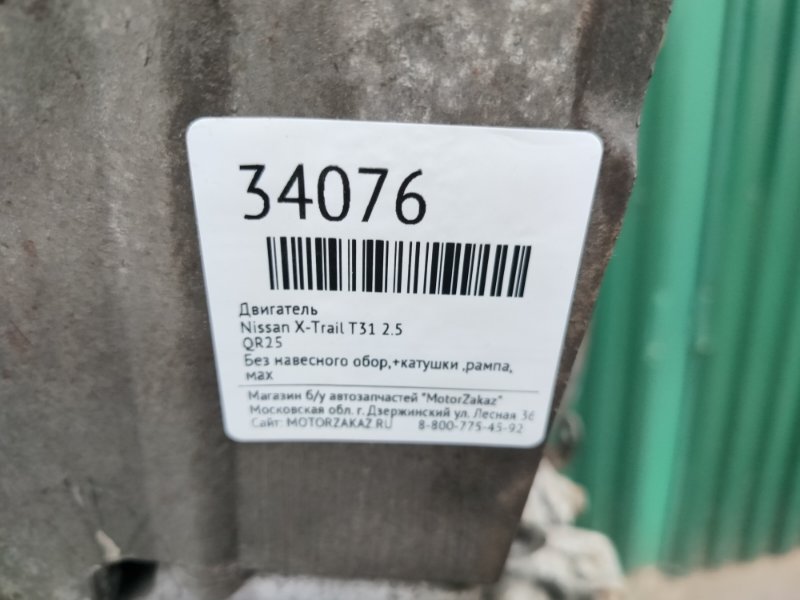 34076
Двигатель
Nissan X-Trail T31 2.5
QR25
Без навесного обор,+катушки ,рампа,
мах
Магазин б/у автозапчастей "MotorZakaz"
Московская обл. г. Дзержинский ул. Лесная 36
Сайт: MOTORZAKAZ.RU 8-800-775-45-92